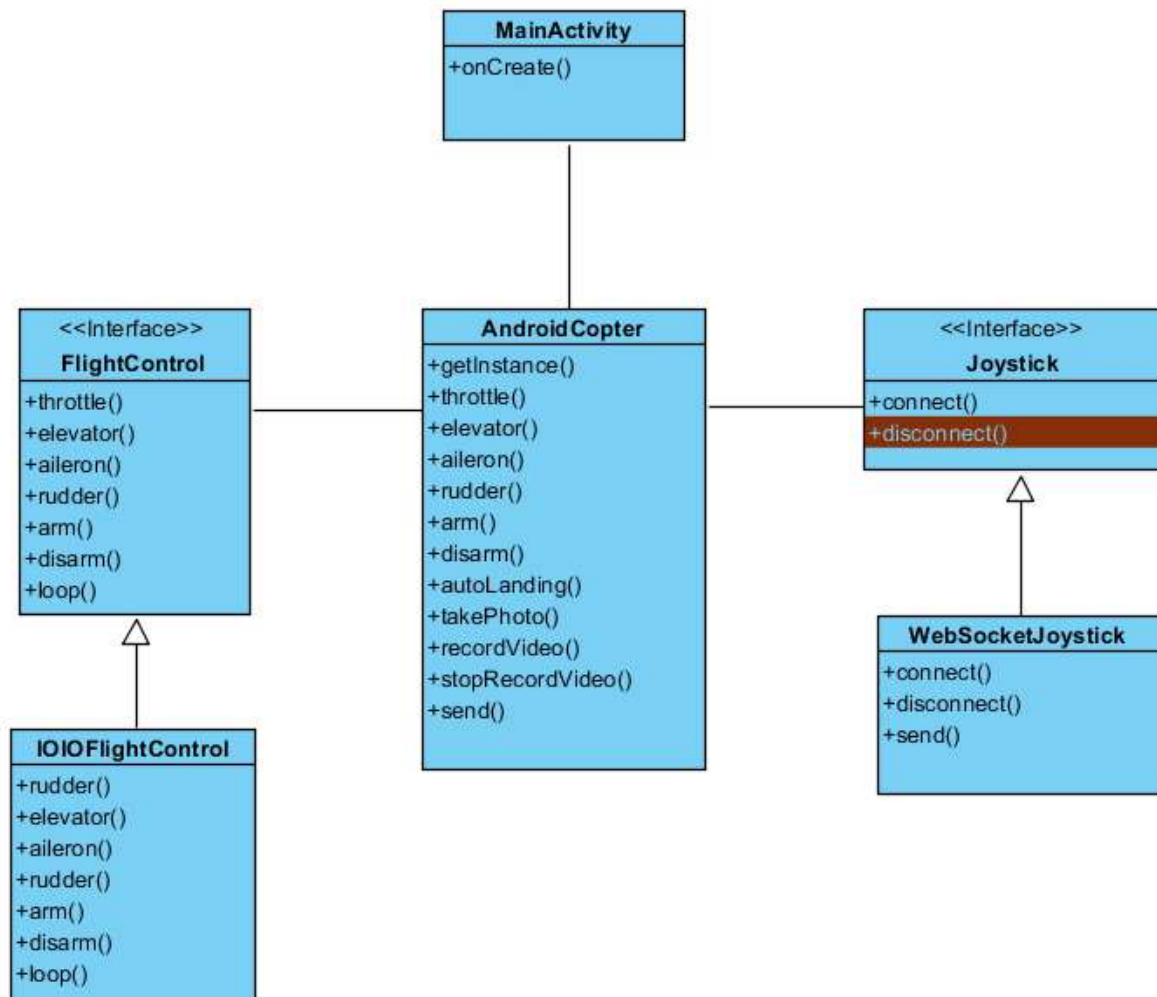 MainActivity
+onCreate()
<<Interface>>
FlightControl
+throttle()
+elevator()
+aileron()
+rudder()
+arm()
+disarm()
+loop()
AndroidCopter
+getInstance()
+throttle()
+elevator()
+aileron()
+rudder()
+arm()
+disarm()
+autoLanding()
+takePhoto()
+recordVideo()
+stopRecordVideo()
+send()
<<Interface>>
Joystick
+connect()
+disconnect()
WebSocketJoystick
+connect()
+disconnect()
+send()
IOIOFlightControl
+rudder()
+elevator()
+aileron()
+rudder()
+arm()
+disarm()
+loop()